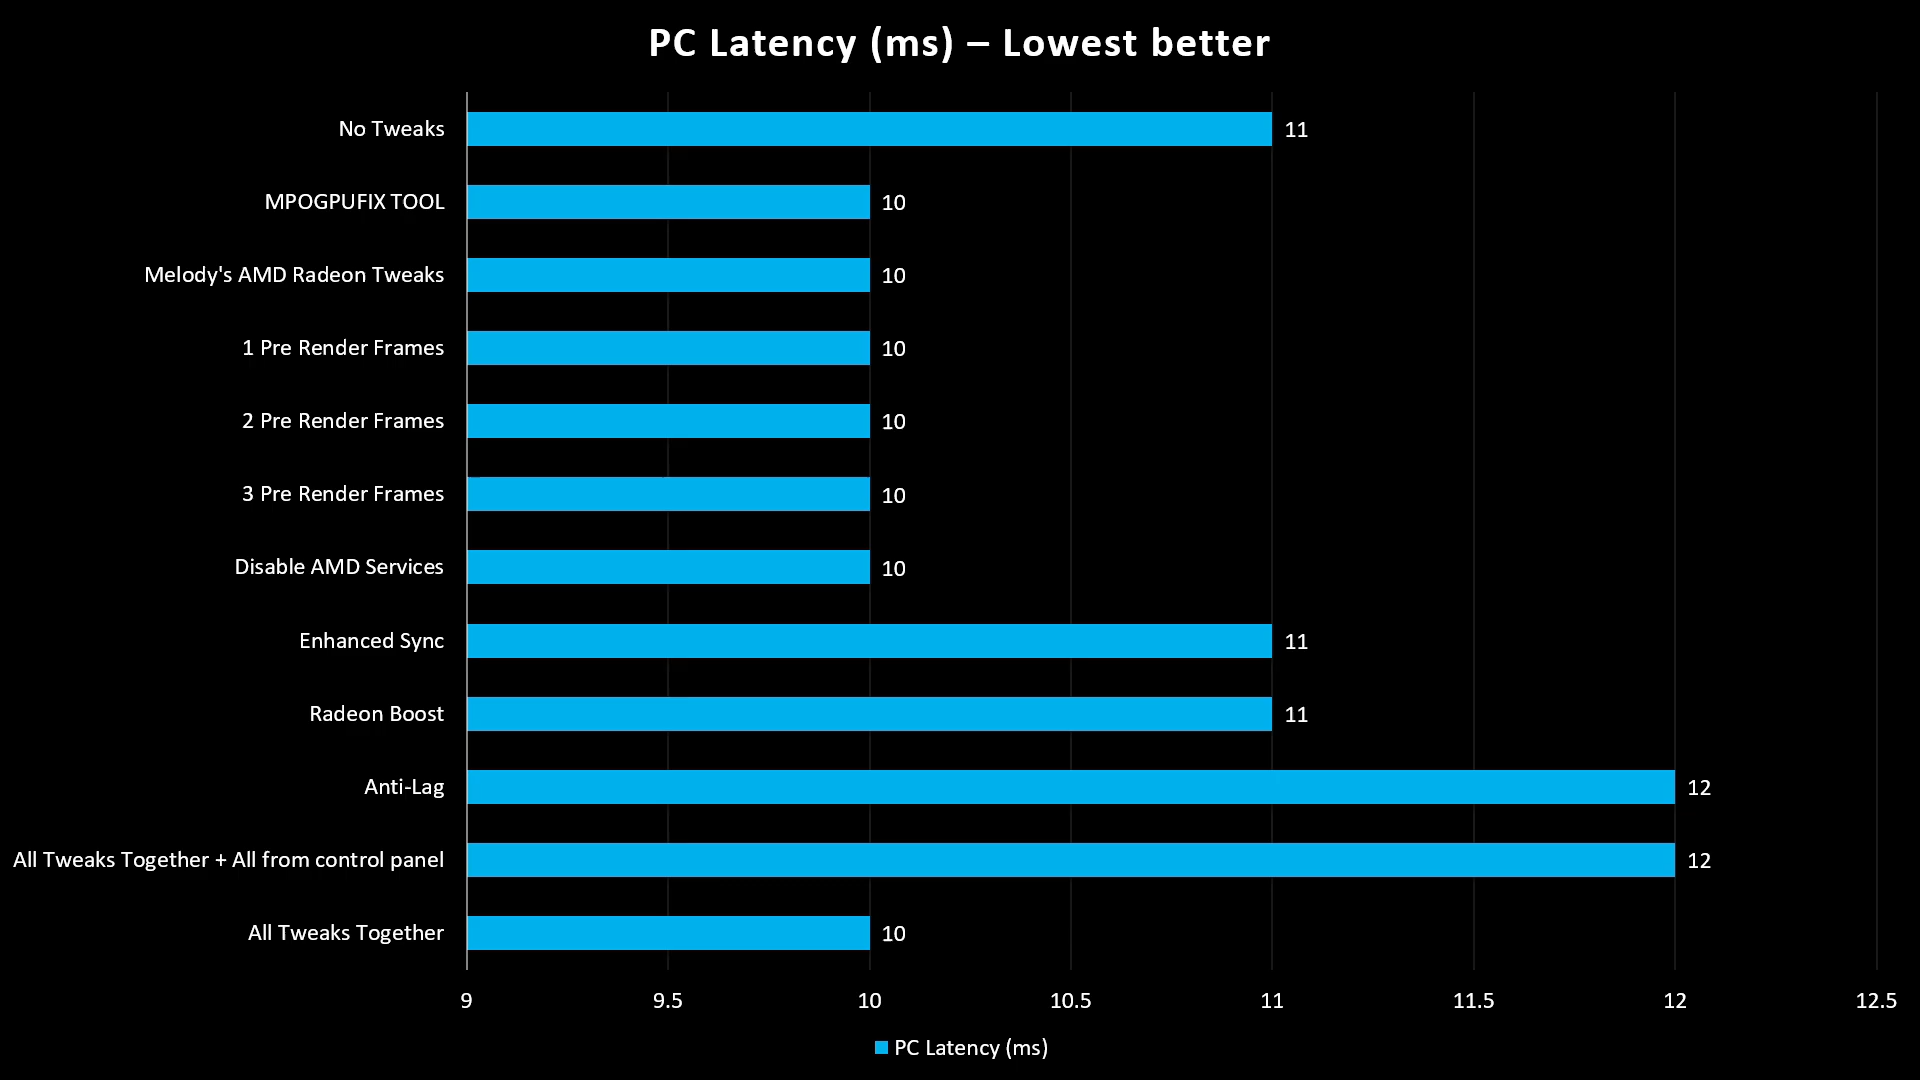 PC Latency (ms) – Lowest better
No Tweaks 11
MPOGPUFIX TOOL 10
Melody's AMD Radeon Tweaks 10
1 Pre Render Frames 10
2 Pre Render Frames 10
3 Pre Render Frames 10
Disable AMD Services 10
Enhanced Sync 11
Radeon Boost 11
Anti-Lag 12
All Tweaks Together + All from control panel 12
All Tweaks Together 10
9 9.5 10 10.5 11 11.5 12 12.5
PC Latency (ms)